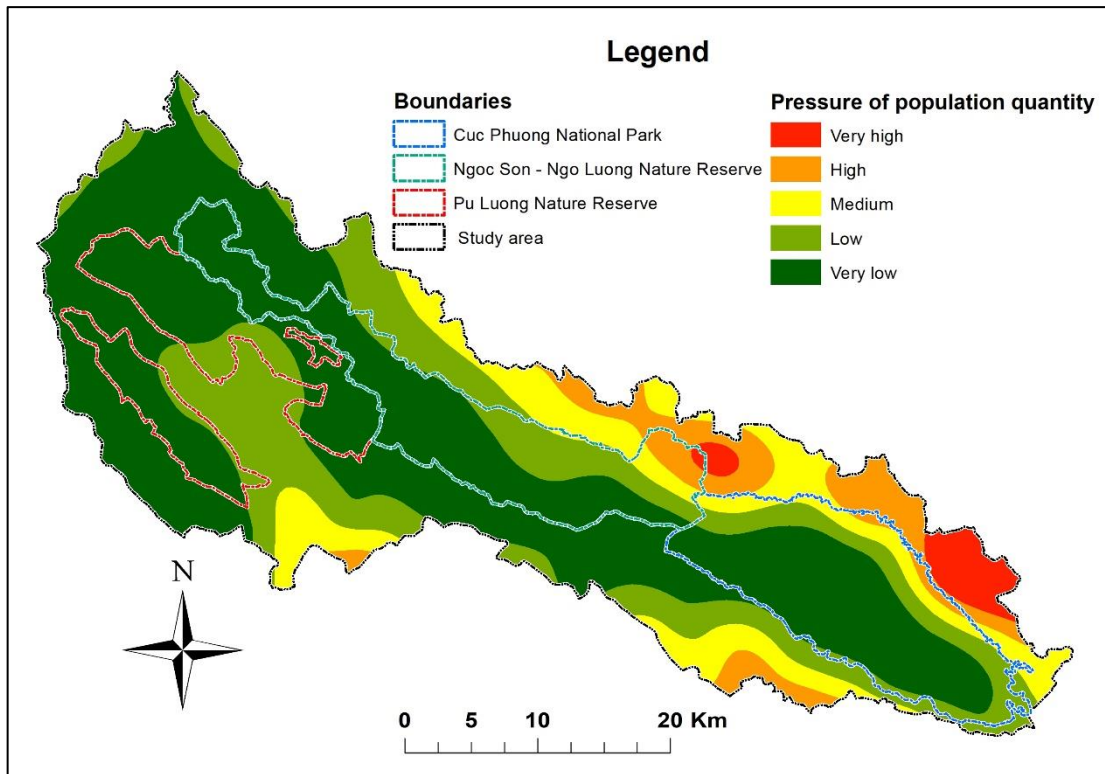 Legend
Boundaries
Cuc Phuong National Park
Ngoc Son - Ngo Luong Nature Reserve
Pu Luong Nature Reserve
Study area
Pressure of population quantity
Very high
High
Medium
Low
Very low
N
0 5 10 20 Km